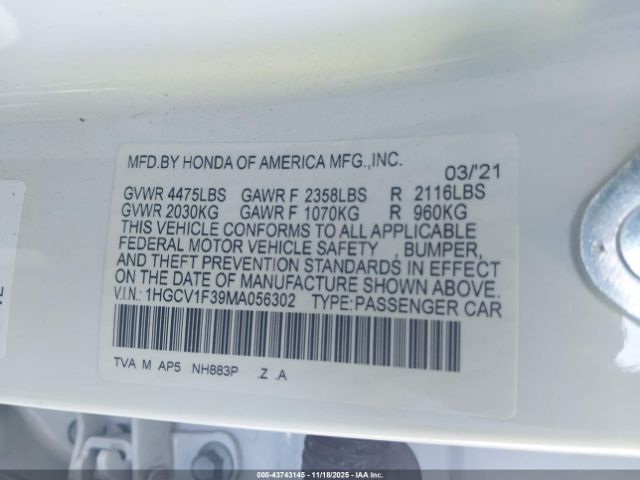 MFD.BY HONDA OF AMERICA MFG.,INC. 03/'21
GVWR 4475LBS GAWR F 2358LBS R 2116LBS
GVWR 2030KG GAWR F 1070KG R 960KG
THIS VEHICLE CONFORMS TO ALL APPLICABLE
FEDERAL MOTOR VEHICLE SAFETY , BUMPER,
AND THEFT PREVENTION STANDARDS IN EFFECT
ON THE DATE OF MANUFACTURE SHOWN ABOVE.
V.I.N.: 1HGCV1F39MA056302 TYPE:PASSENGER CAR
TVA M AP5 NH883P .Z .A
000-43743145 - 11/18/2025 - IAAI.CA